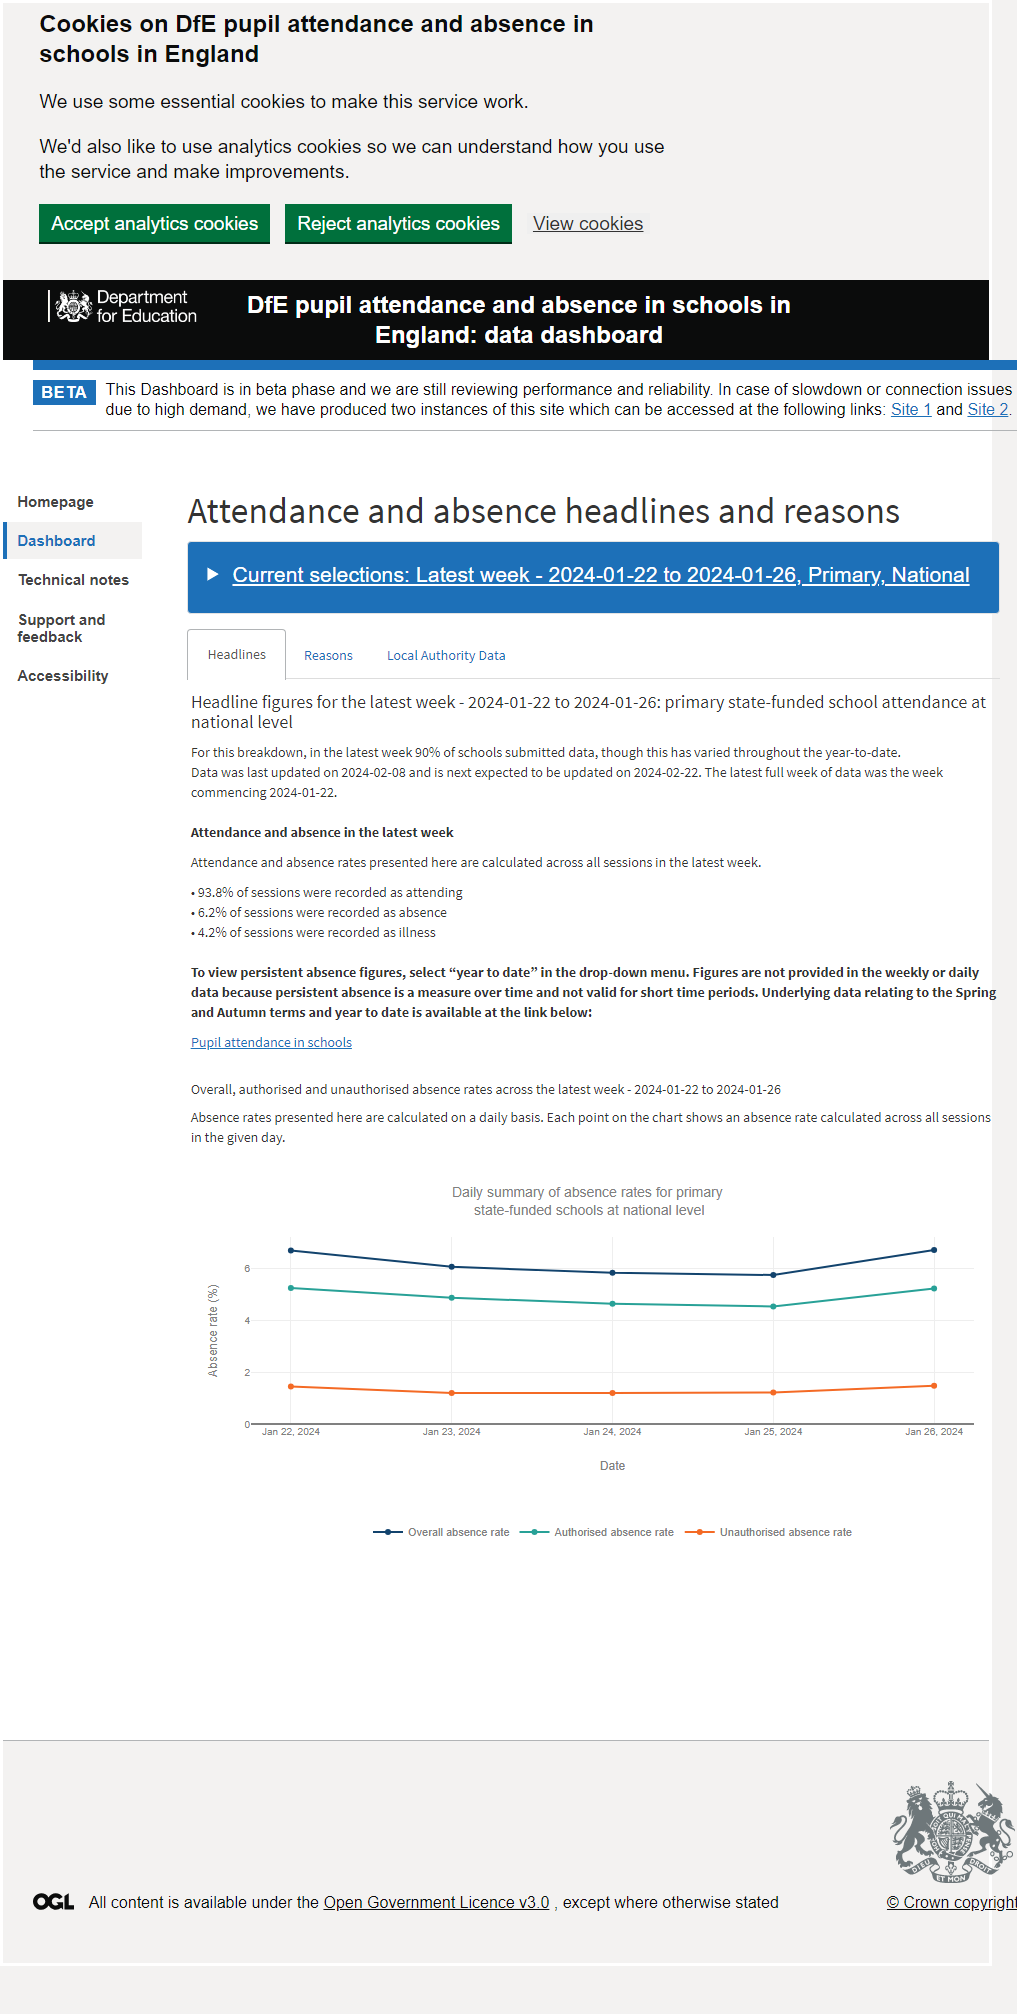 Cookies on DfE pupil attendance and absence in
schools in England
We use some essential cookies to make this service work.
We'd also like to use analytics cookies so we can understand how you use
the service and make improvements.
Accept analytics cookies
Reject analytics cookies
View cookies
Department
for Education
DfE pupil attendance and absence in schools in
England: data dashboard
BETA
This Dashboard is in beta phase and we are still reviewing performance and reliability. In case of slowdown or connection issues
due to high demand, we have produced two instances of this site which can be accessed at the following links: Site 1 and Site 2.
Homepage
Dashboard
Technical notes
Support and
feedback
Accessibility
Attendance and absence headlines and reasons
Current selections: Latest week - 2024-01-22 to 2024-01-26, Primary, National
Headlines
Reasons
Local Authority Data
Headline figures for the latest week - 2024-01-22 to 2024-01-26: primary state-funded school attendance at
national level
For this breakdown, in the latest week 90% of schools submitted data, though this has varied throughout the year-to-date.
Data was last updated on 2024-02-08 and is next expected to be updated on 2024-02-22. The latest full week of data was the week
commencing 2024-01-22.
Attendance and absence in the latest week
Attendance and absence rates presented here are calculated across all sessions in the latest week.
• 93.8% of sessions were recorded as attending
• 6.2% of sessions were recorded as absence
• 4.2% of sessions were recorded as illness
To view persistent absence figures, select “year to date” in the drop-down menu. Figures are not provided in the weekly or daily
data because persistent absence is a measure over time and not valid for short time periods. Underlying data relating to the Spring
and Autumn terms and year to date is available at the link below:
Pupil attendance in schools
Overall, authorised and unauthorised absence rates across the latest week - 2024-01-22 to 2024-01-26
Absence rates presented here are calculated on a daily basis. Each point on the chart shows an absence rate calculated across all sessions
in the given day.
Daily summary of absence rates for primary
state-funded schools at national level
Absence rate (%)
6
4
2
0
Jan 22, 2024
Jan 23, 2024
Jan 24, 2024
Jan 25, 2024
Jan 26, 2024
Date
Overall absence rate
Authorised absence rate
Unauthorised absence rate
DIEU ET MON DROIT
OGL
All content is available under the Open Government Licence v3.0 , except where otherwise stated
© Crown copyright